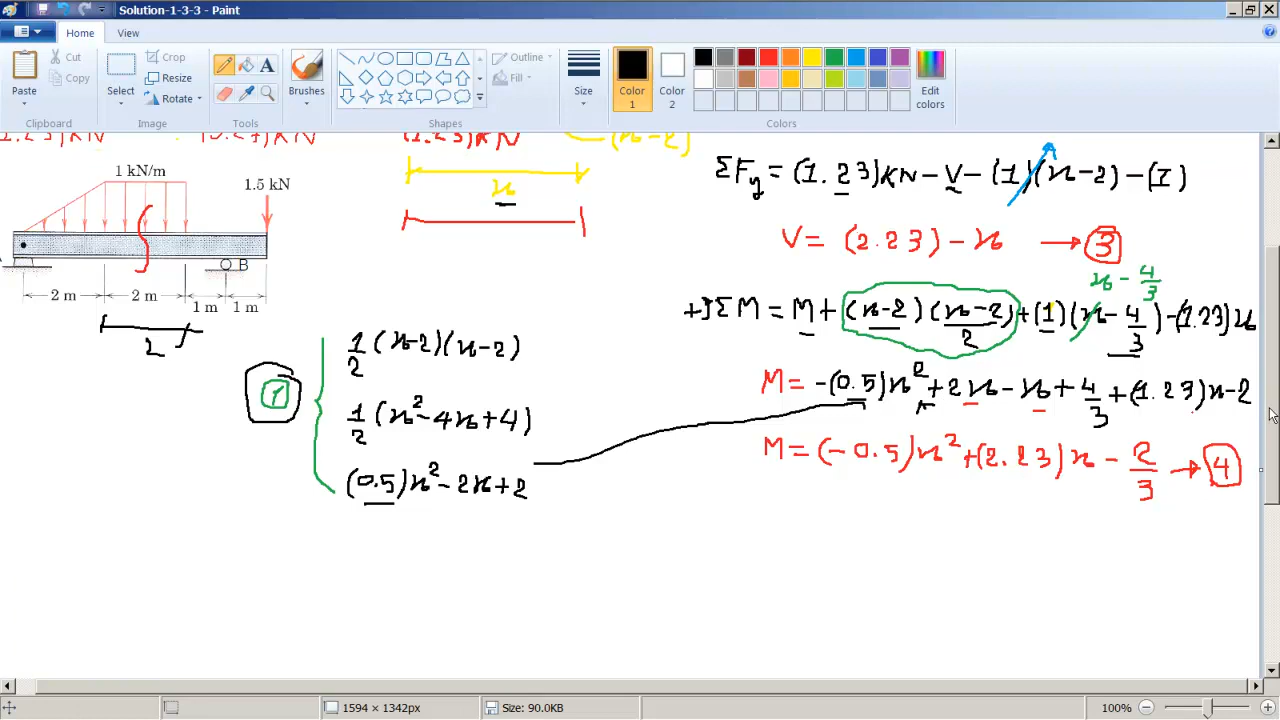 Solution-1-3-3 - Paint
Home
View
Paste
Cut
Copy
Clipboard
Select
Crop
Resize
Rotate
Image
Tools
Brushes
Shapes
Outline
Fill
Size
Color 1
Color 2
Colors
Edit colors
(1.23)KN
(x-2)
x
1 kN/m
1.5 kN
B
2 m
2 m
1 m
1 m
2
ΣFy = (1.23)KN - V - (1)(x-2) - (1)
V = (2.23) - x → 3
x - 4/3
+ΣM = M + (x-2)(x-2)/2 + (1)(x - 4/3) - (1.23)x
M = -(0.5)x² + 2x - x + 4/3 + (1.23)x - 2
M = (-0.5)x² + (2.23)x - 2/3 → 4
1
1/2 (x-2)(x-2)
1/2 (x² - 4x + 4)
(0.5)x² - 2x + 2
1594 × 1342px
Size: 90.0KB
100%